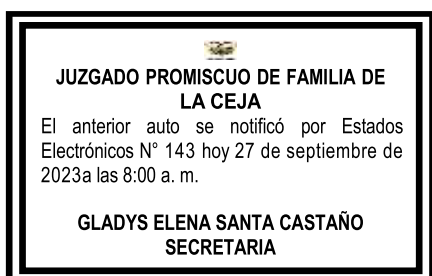 JUZGADO PROMISCUO DE FAMILIA DE
LA CEJA
El anterior auto se notificó por Estados
Electrónicos N° 143 hoy 27 de septiembre de
2023a las 8:00 a. m.
GLADYS ELENA SANTA CASTAÑO
SECRETARIA